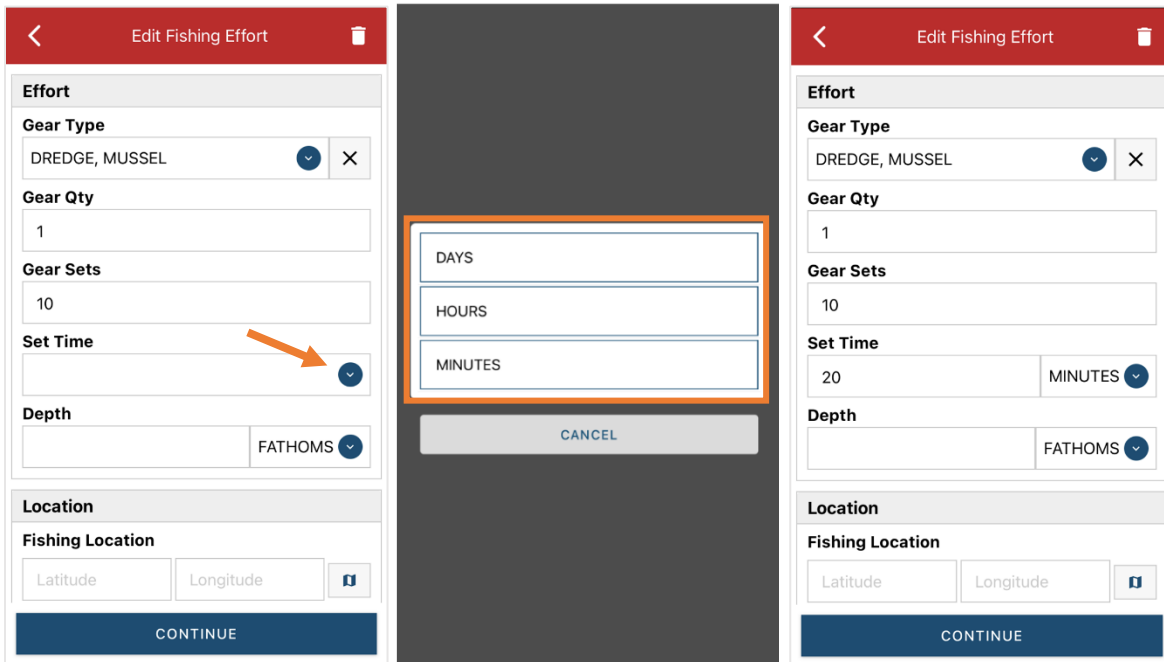 Edit Fishing Effort
Effort
Gear Type
DREDGE, MUSSEL
Gear Qty
1
Gear Sets
10
Set Time
Depth
FATHOMS
Location
Fishing Location
Latitude Longitude
CONTINUE
DAYS
HOURS
MINUTES
CANCEL
Edit Fishing Effort
Effort
Gear Type
DREDGE, MUSSEL
Gear Qty
1
Gear Sets
10
Set Time
20 MINUTES
Depth
FATHOMS
Location
Fishing Location
Latitude Longitude
CONTINUE